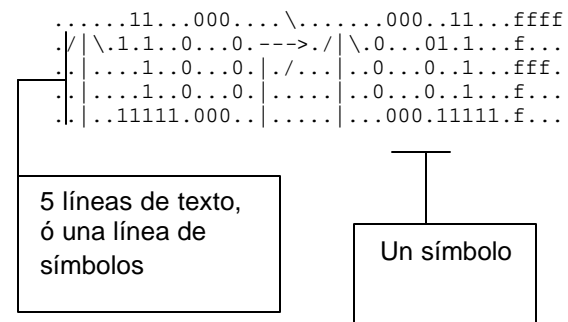 ......11...000....\.......000..11...ffff
./|\.1.1..0...0.--->./|\.0...01.1...f...
..|....1..0...0.|./...|..0...0..1...fff.
..|....1..0...0.|.....|..0...0..1...f...
..|..11111.000..|.....|...000.11111.f...
5 líneas de texto,
ó una línea de
símbolos
Un símbolo